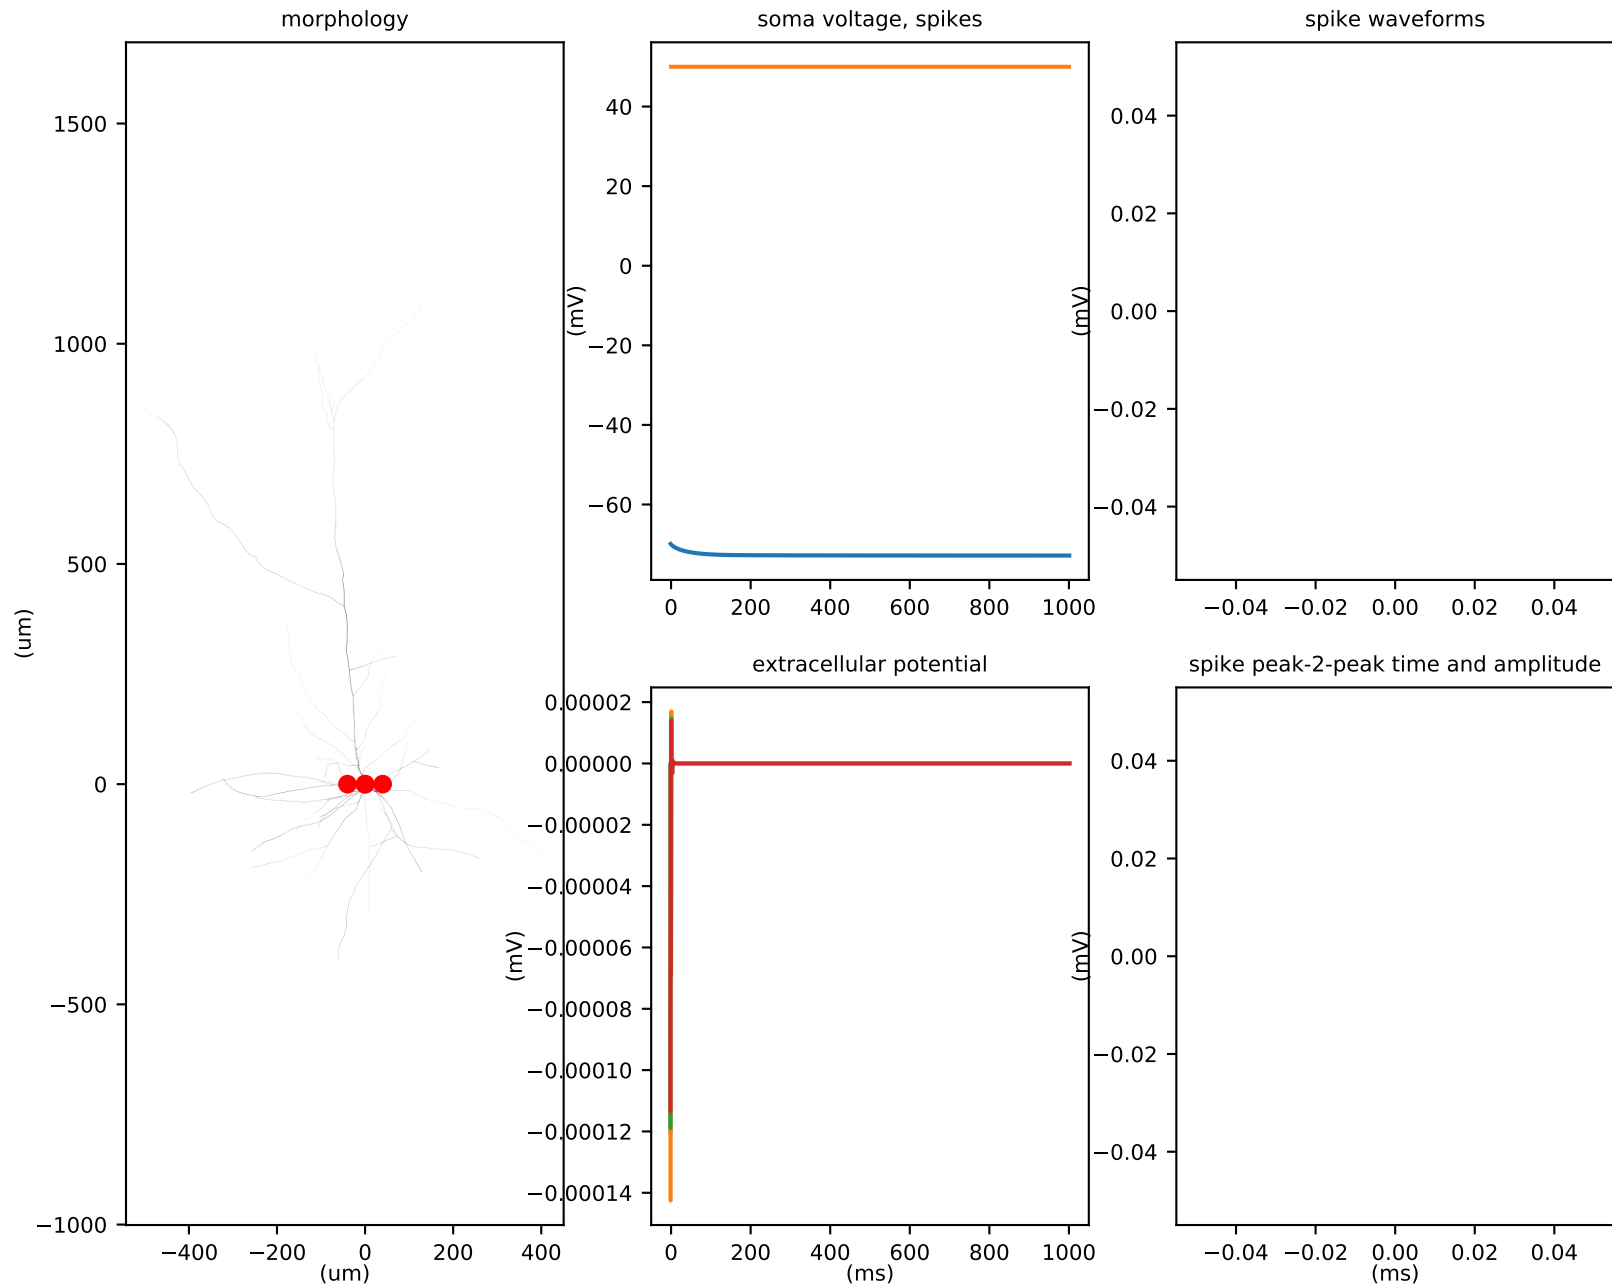 morphology
1500
1000
500
0
−500
−1000
(um)
−400 −200 0 200 400
(um)
soma voltage, spikes
40
20
0
−20
−40
−60
(mV)
0 200 400 600 800 1000
spike waveforms
0.04
0.02
0.00
−0.02
−0.04
(mV)
−0.04 −0.02 0.00 0.02 0.04
extracellular potential
0.00002
0.00000
−0.00002
−0.00004
−0.00006
−0.00008
−0.00010
−0.00012
−0.00014
(mV)
0 200 400 600 800 1000
(ms)
spike peak-2-peak time and amplitude
0.04
0.02
0.00
−0.02
−0.04
(mV)
−0.04 −0.02 0.00 0.02 0.04
(ms)